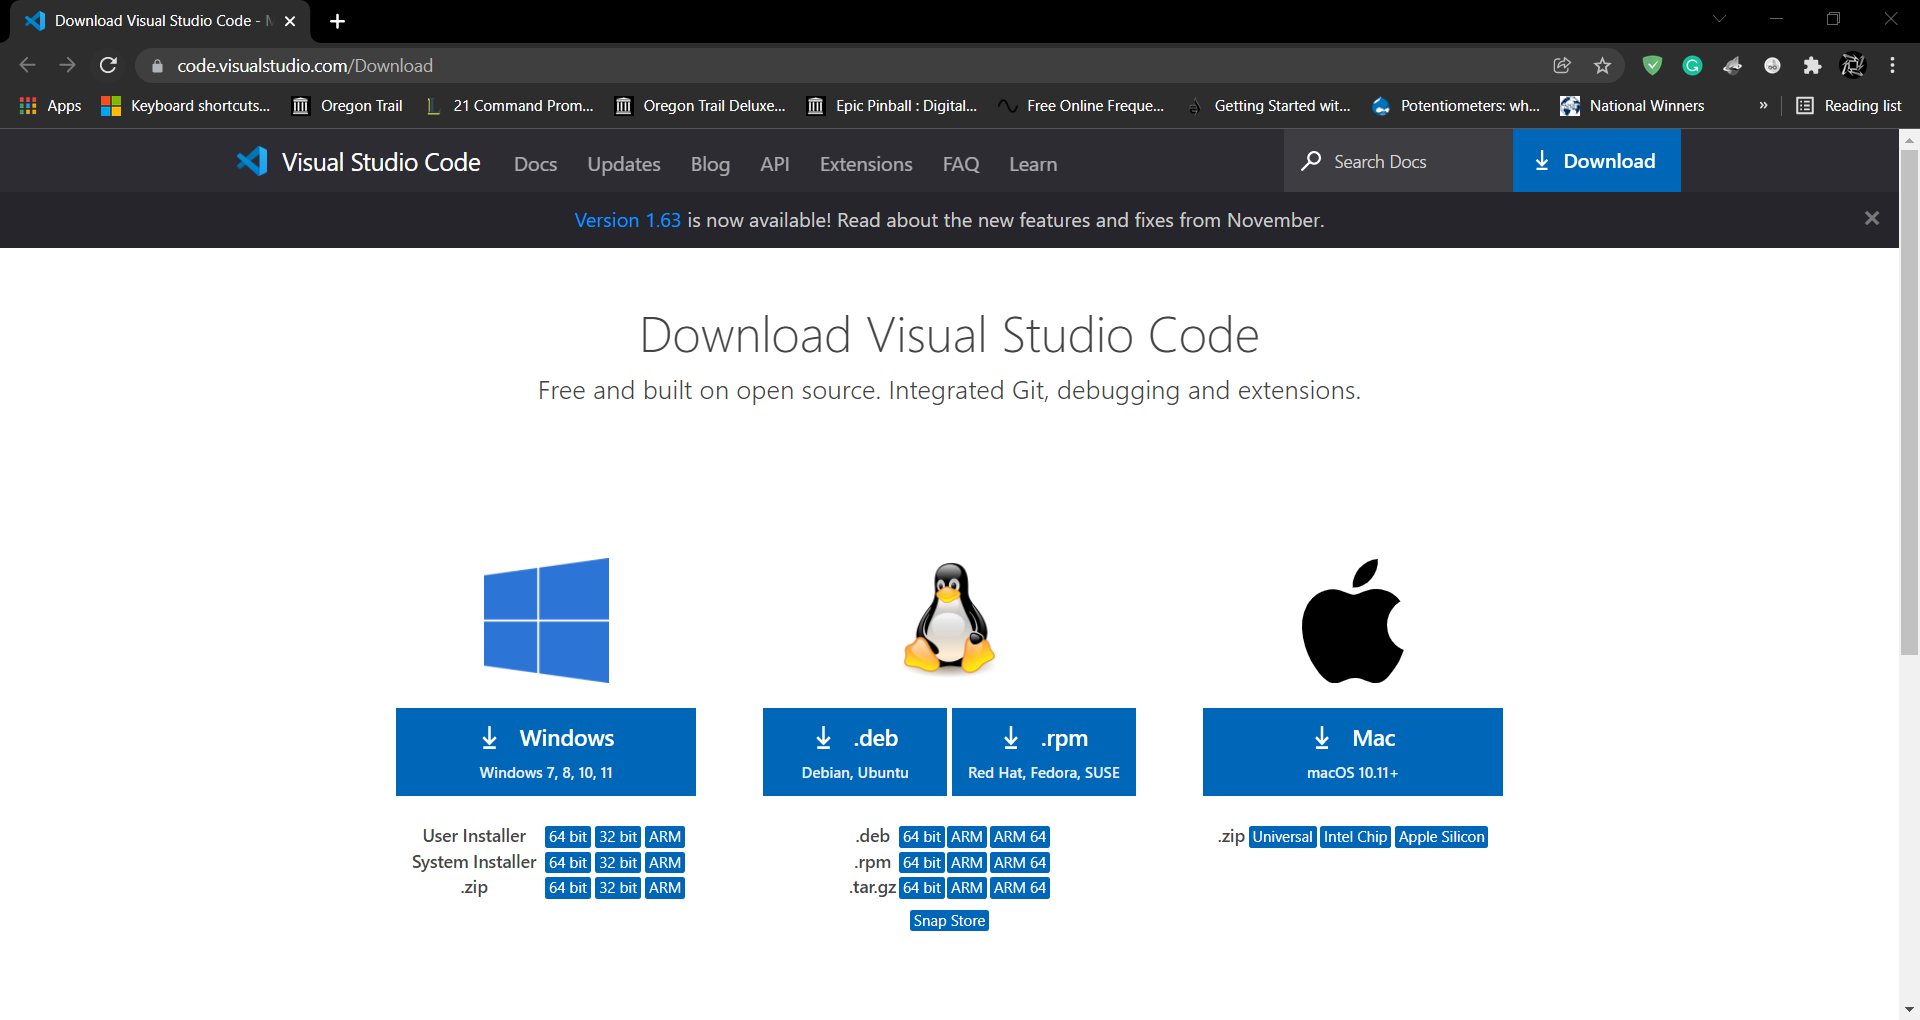 Download Visual Studio Code - M
code.visualstudio.com/Download
Apps Keyboard shortcuts... Oregon Trail 21 Command Prom... Oregon Trail Deluxe... Epic Pinball : Digital... Free Online Freque... Getting Started wit... Potentiometers: wh... National Winners » Reading list
Visual Studio Code Docs Updates Blog API Extensions FAQ Learn Search Docs Download
Version 1.63 is now available! Read about the new features and fixes from November.
Download Visual Studio Code
Free and built on open source. Integrated Git, debugging and extensions.
Windows
Windows 7, 8, 10, 11
User Installer 64 bit 32 bit ARM
System Installer 64 bit 32 bit ARM
.zip 64 bit 32 bit ARM
.deb
Debian, Ubuntu
.rpm
Red Hat, Fedora, SUSE
.deb 64 bit ARM ARM 64
.rpm 64 bit ARM ARM 64
.tar.gz 64 bit ARM ARM 64
Snap Store
Mac
macOS 10.11+
.zip Universal Intel Chip Apple Silicon